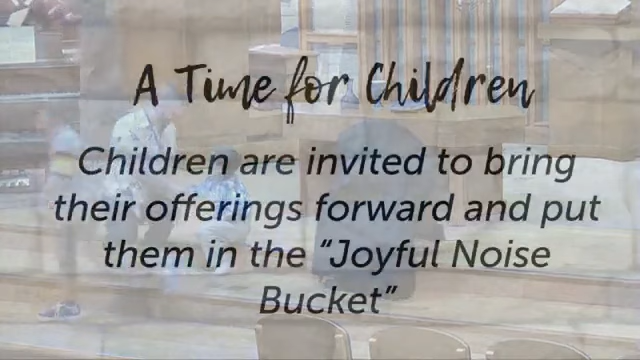 A Time for Children
Children are invited to bring
their offerings forward and put
them in the “Joyful Noise
Bucket”